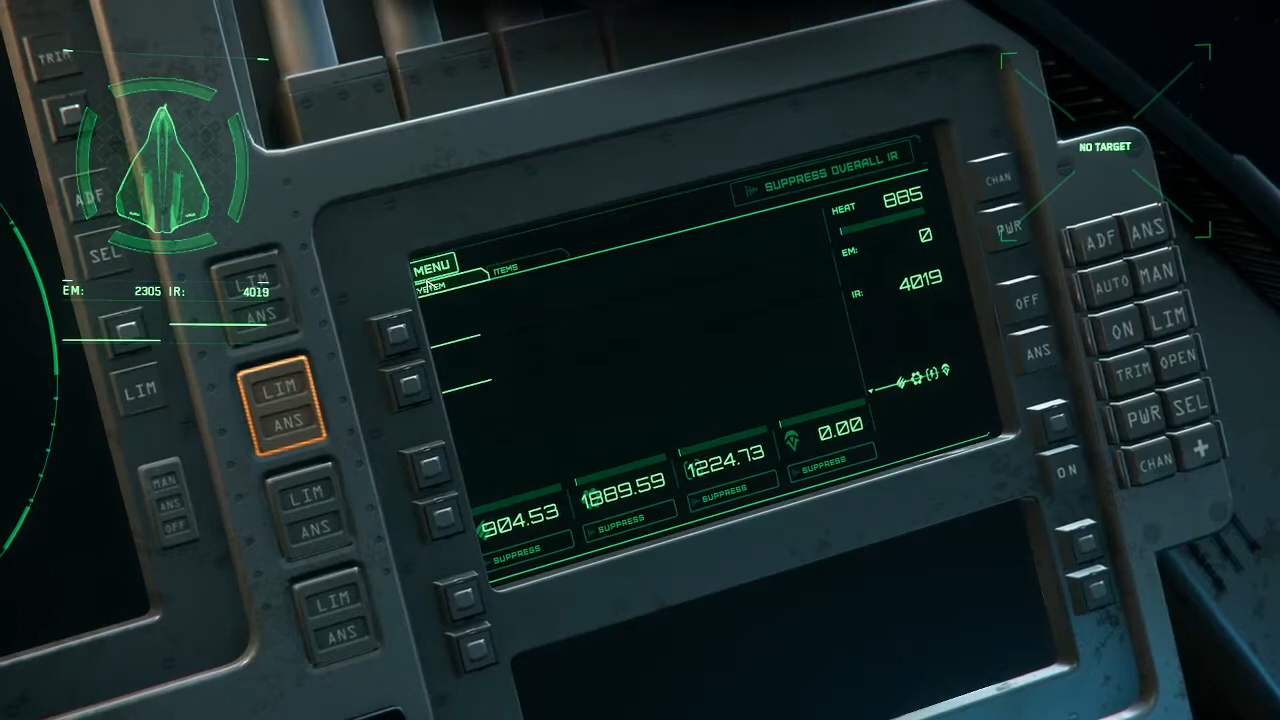 TRIM
ADF
SEL
LIM
MAN
ANS
OFF
EM: 2305 IR: 4019
LIM
ANS
LIM
ANS
LIM
ANS
LIM
ANS
SUPPRESS OVERALL IR
MENU
ITEMS
HEAT 885
EM: 0
IR: 4019
904.53
1889.59
1224.73
0.00
SUPPRESS
SUPPRESS
SUPPRESS
SUPPRESS
CHAN
PWR
OFF
ANS
ON
NO TARGET
ADF ANS
AUTO MAN
ON LIM
TRIM OPEN
PWR SEL
CHAN +